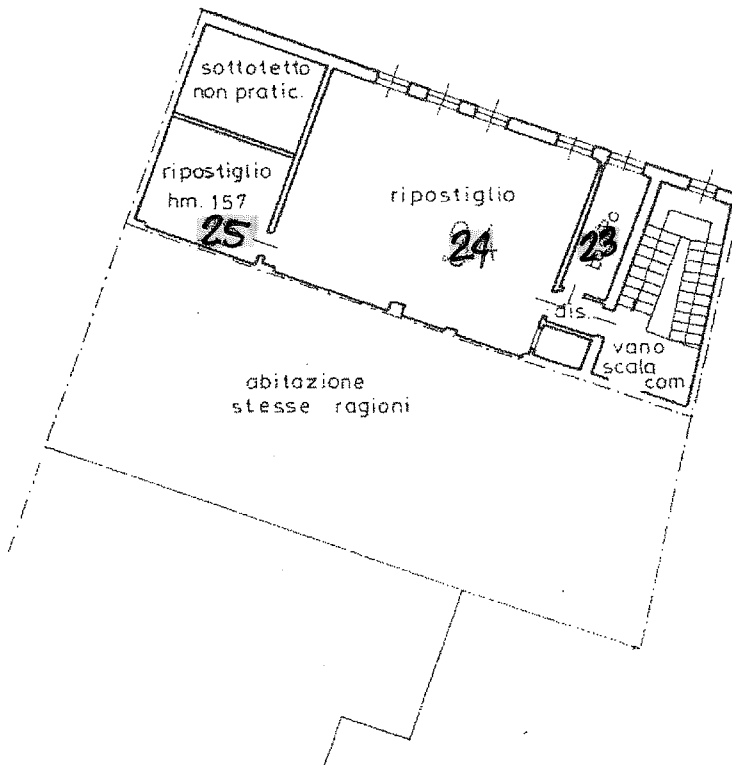 sottotetto
non pratic.
ripostiglio
hm. 157
25
ripostiglio
24
23
dis.
vano
scala
com
abitazione
stesse ragioni